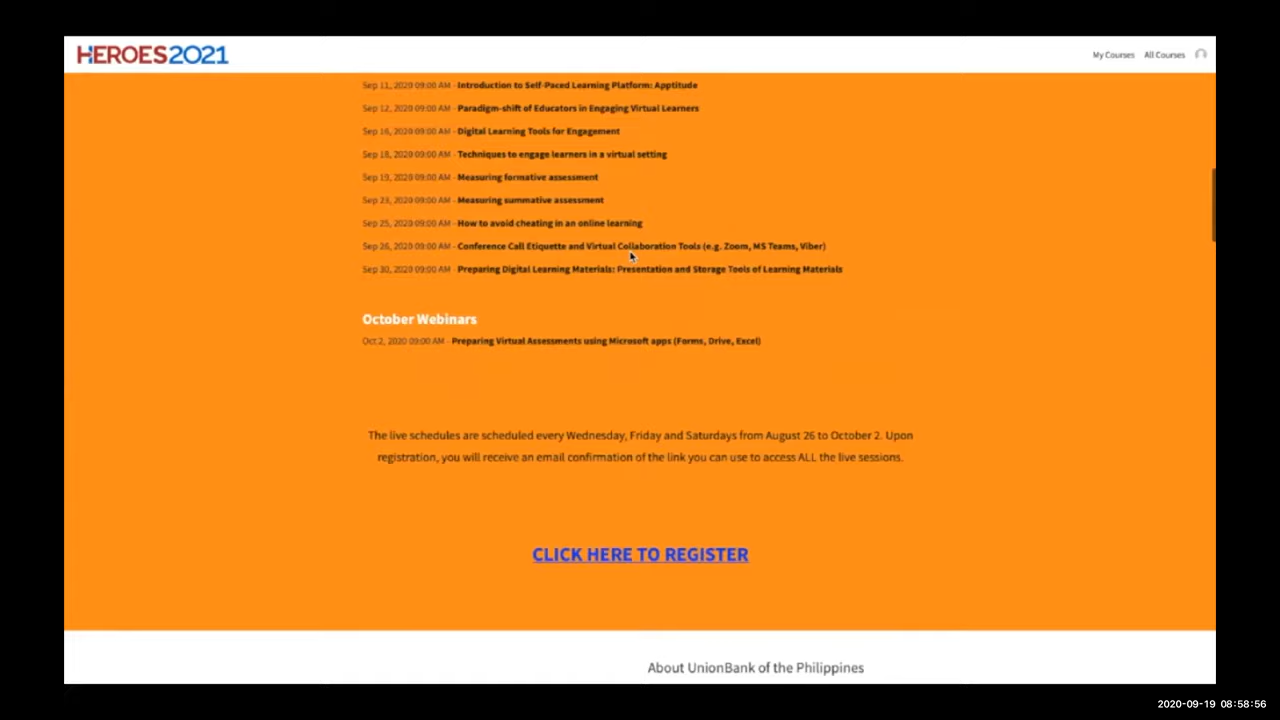 HEROES2021
My Courses All Courses
Sep 11, 2020 09:00 AM - Introduction to Self-Paced Learning Platform: Apptitude
Sep 12, 2020 09:00 AM - Paradigm-shift of Educators in Engaging Virtual Learners
Sep 16, 2020 09:00 AM - Digital Learning Tools for Engagement
Sep 18, 2020 09:00 AM - Techniques to engage learners in a virtual setting
Sep 19, 2020 09:00 AM - Measuring formative assessment
Sep 23, 2020 09:00 AM - Measuring summative assessment
Sep 25, 2020 09:00 AM - How to avoid cheating in an online learning
Sep 26, 2020 09:00 AM - Conference Call Etiquette and Virtual Collaboration Tools (e.g. Zoom, MS Teams, Viber)
Sep 30, 2020 09:00 AM - Preparing Digital Learning Materials: Presentation and Storage Tools of Learning Materials
October Webinars
Oct 2, 2020 09:00 AM - Preparing Virtual Assessments using Microsoft apps (Forms, Drive, Excel)
The live schedules are scheduled every Wednesday, Friday and Saturdays from August 26 to October 2. Upon
registration, you will receive an email confirmation of the link you can use to access ALL the live sessions.
CLICK HERE TO REGISTER
About UnionBank of the Philippines
2020-09-19 08:58:56